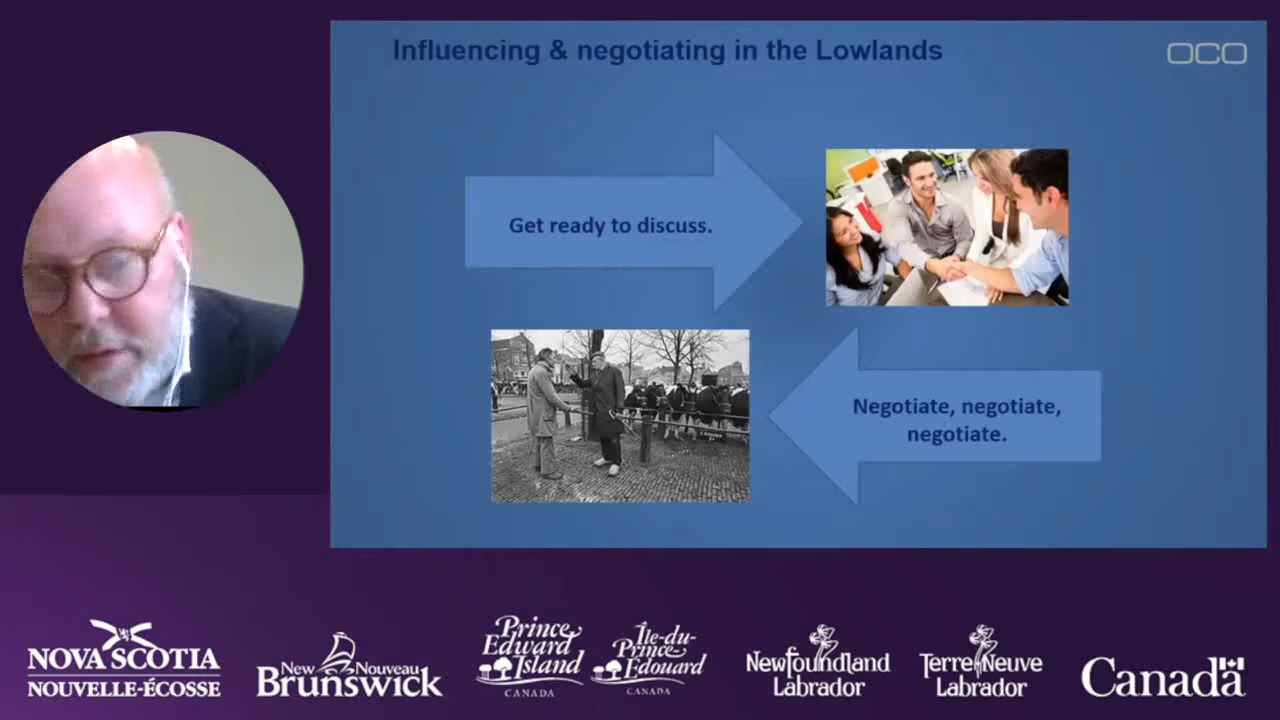 Influencing & negotiating in the Lowlands
OCO
Get ready to discuss.
Negotiate, negotiate,
negotiate.
NOVA SCOTIA
NOUVELLE-ÉCOSSE
New Nouveau
Brunswick
Prince
Edward
Island
CANADA
Île-du-
Prince
Édouard
CANADA
Newfoundland
Labrador
Terre Neuve
Labrador
Canada